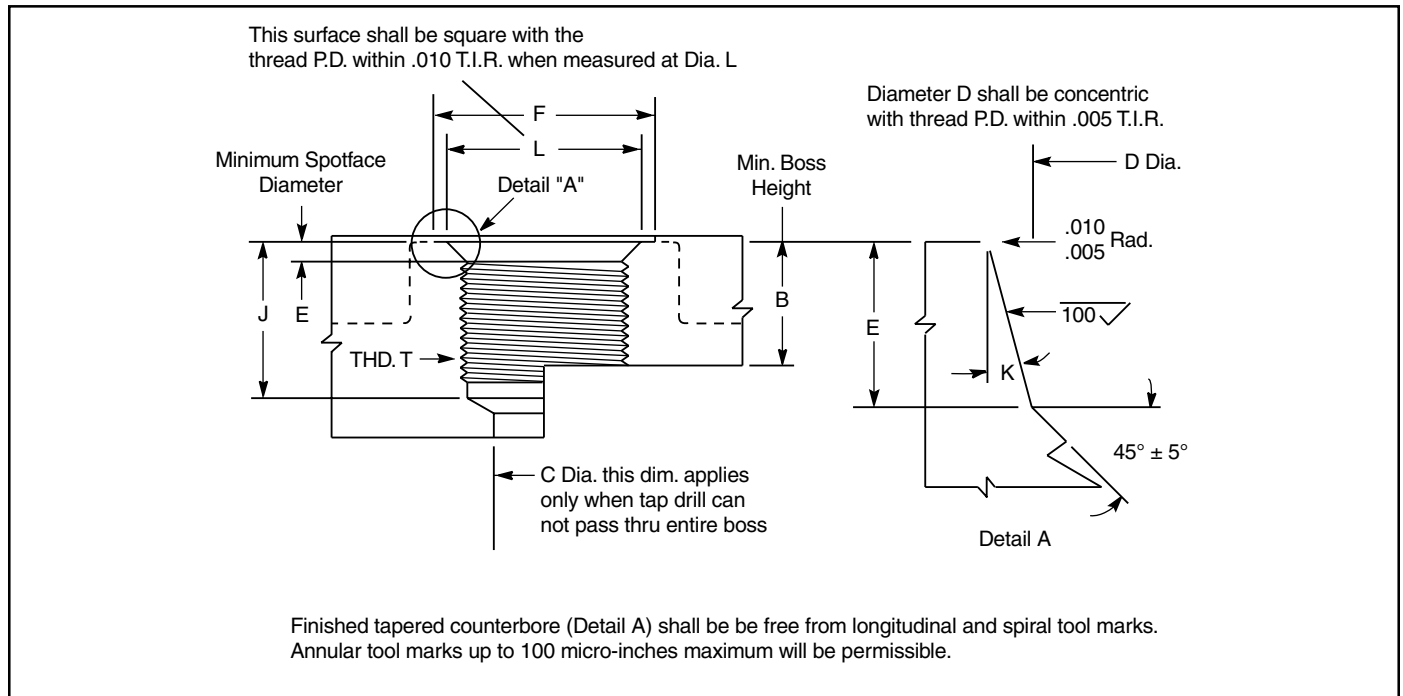 This surface shall be square with the
thread P.D. within .010 T.I.R. when measured at Dia. L
Diameter D shall be concentric
with thread P.D. within .005 T.I.R.
F
L
D Dia.
Minimum Spotface
Diameter
Detail "A"
Min. Boss
Height
.010
.005
Rad.
J
E
B
E
100
THD. T
K
45° ± 5°
C Dia. this dim. applies
only when tap drill can
not pass thru entire boss
Detail A
Finished tapered counterbore (Detail A) shall be be free from longitudinal and spiral tool marks.
Annular tool marks up to 100 micro-inches maximum will be permissible.